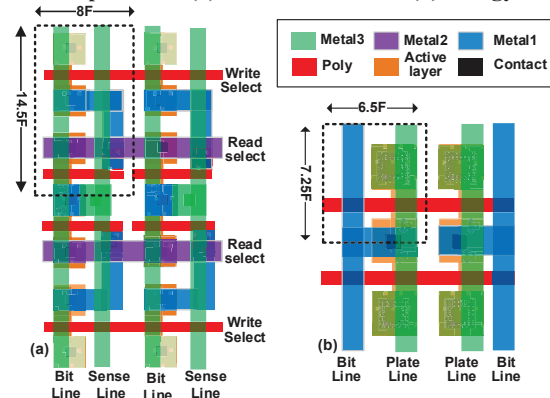 8F
14.5F
Write
Select
Read
select
Read
select
Write
Select
(a)
Bit
Line
Sense
Line
Bit
Line
Sense
Line
Metal3
Metal2
Metal1
Poly
Active
layer
Contact
6.5F
7.25F
(b)
Bit
Line
Plate
Line
Plate
Line
Bit
Line